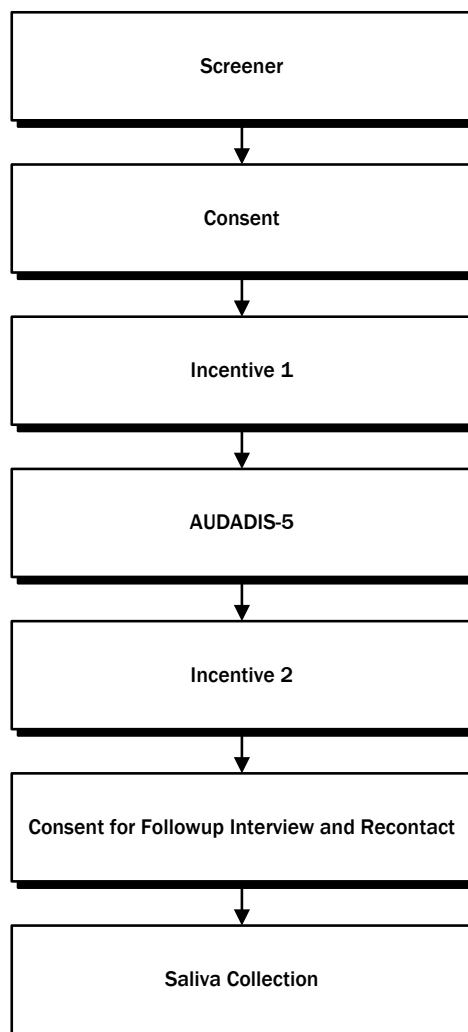 Screener
Consent
Incentive 1
AUDADIS-5
Incentive 2
Consent for Followup Interview and Recontact
Saliva Collection